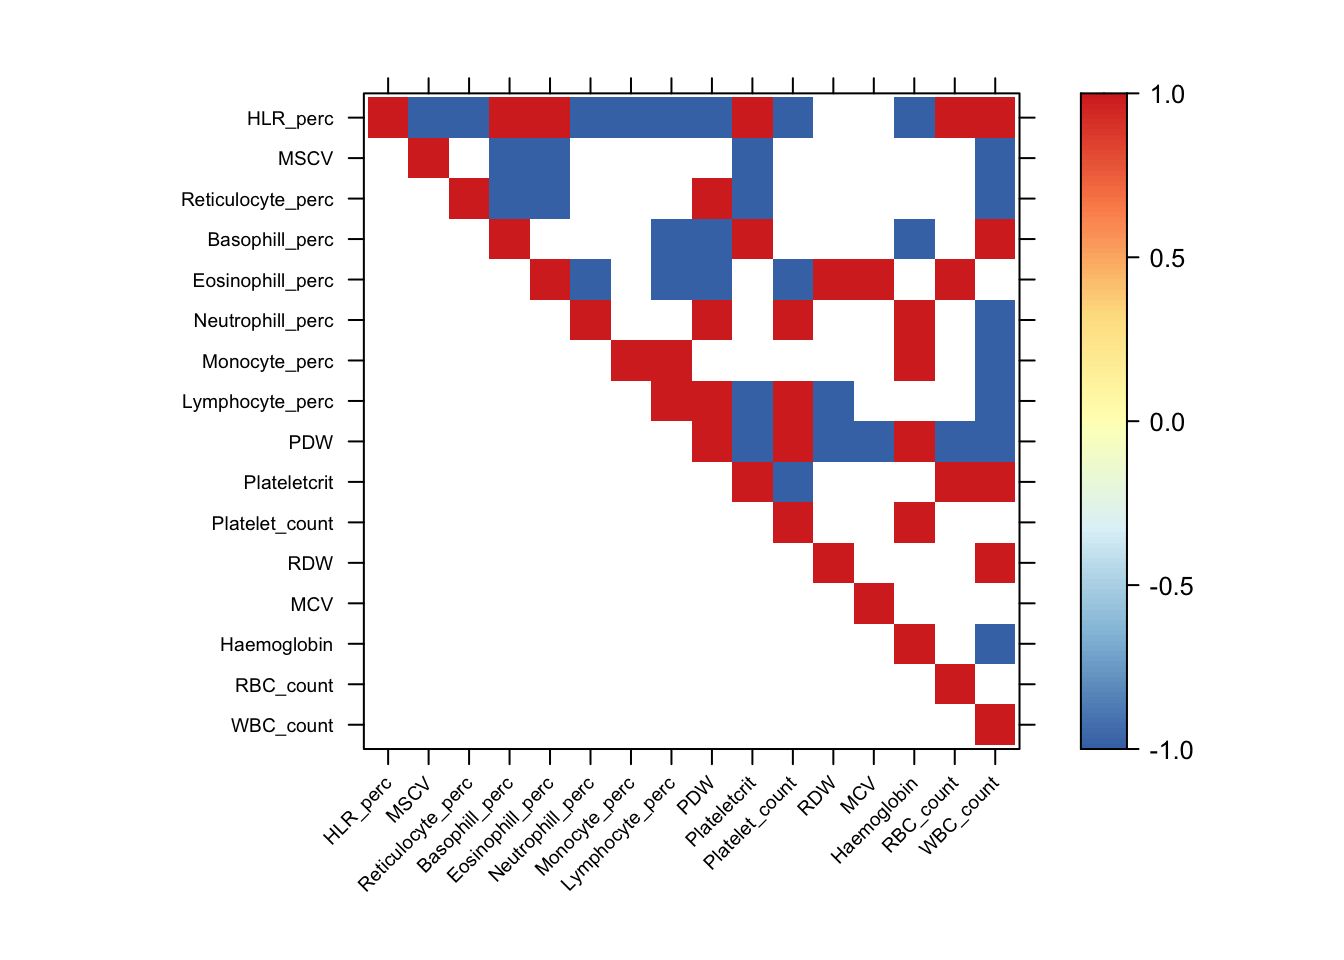 HLR_perc
MSCV
Reticulocyte_perc
Basophill_perc
Eosinophill_perc
Neutrophill_perc
Monocyte_perc
Lymphocyte_perc
PDW
Plateletcrit
Platelet_count
RDW
MCV
Haemoglobin
RBC_count
WBC_count
HLR_perc
MSCV
Reticulocyte_perc
Basophill_perc
Eosinophill_perc
Neutrophill_perc
Monocyte_perc
Lymphocyte_perc
PDW
Plateletcrit
Platelet_count
RDW
MCV
Haemoglobin
RBC_count
WBC_count
1.0
0.5
0.0
-0.5
-1.0